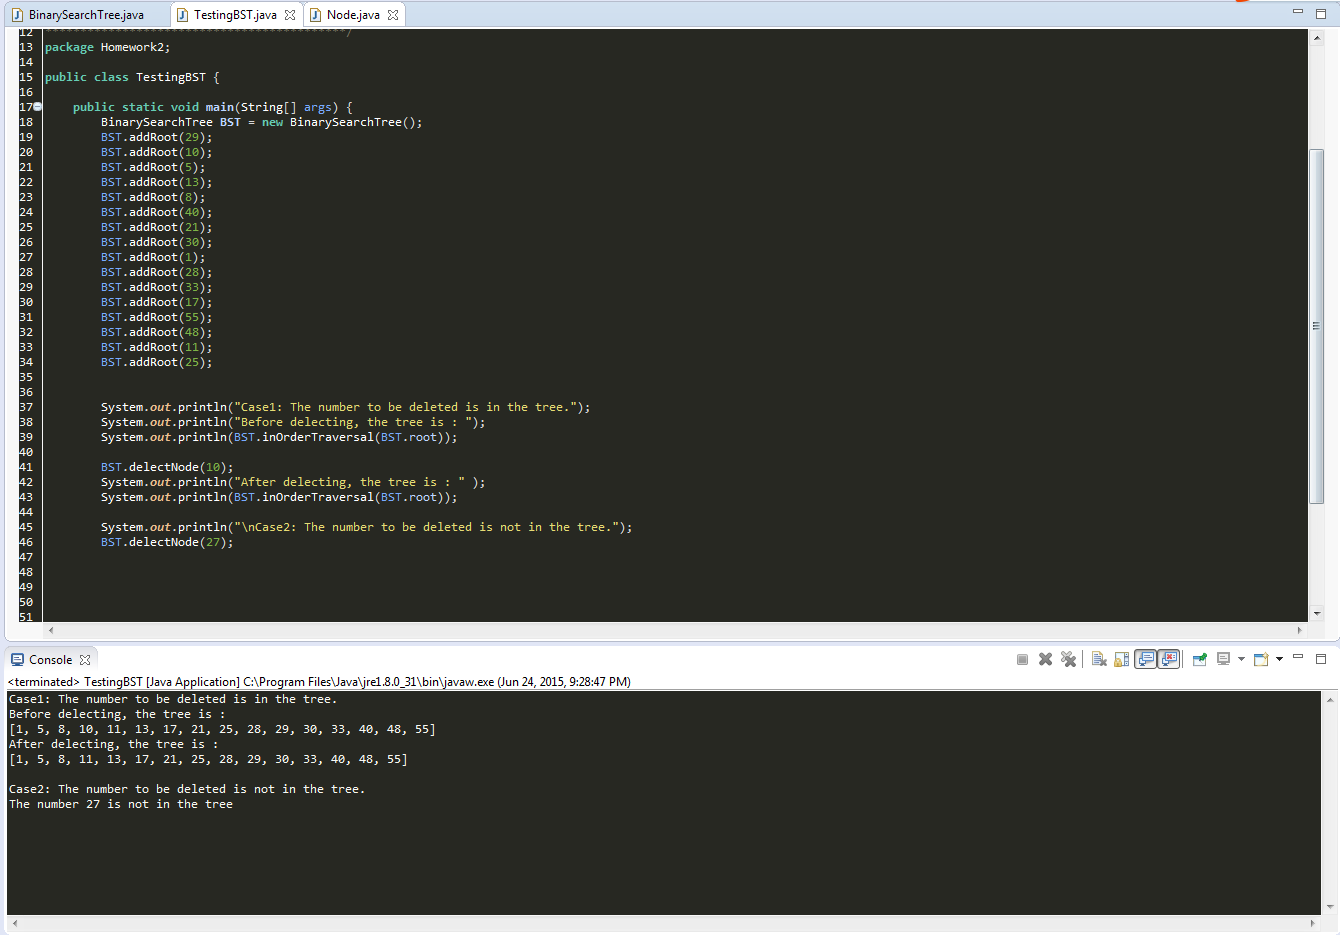 BinarySearchTree.java TestingBST.java Node.java
12 *******************************************/
13 package Homework2;
14
15 public class TestingBST {
16
17 public static void main(String[] args) {
18 BinarySearchTree BST = new BinarySearchTree();
19 BST.addRoot(29);
20 BST.addRoot(10);
21 BST.addRoot(5);
22 BST.addRoot(13);
23 BST.addRoot(8);
24 BST.addRoot(40);
25 BST.addRoot(21);
26 BST.addRoot(30);
27 BST.addRoot(1);
28 BST.addRoot(28);
29 BST.addRoot(33);
30 BST.addRoot(17);
31 BST.addRoot(55);
32 BST.addRoot(48);
33 BST.addRoot(11);
34 BST.addRoot(25);
35
36
37 System.out.println("Case1: The number to be deleted is in the tree.");
38 System.out.println("Before delecting, the tree is : ");
39 System.out.println(BST.inOrderTraversal(BST.root));
40
41 BST.delectNode(10);
42 System.out.println("After delecting, the tree is : " );
43 System.out.println(BST.inOrderTraversal(BST.root));
44
45 System.out.println("\nCase2: The number to be deleted is not in the tree.");
46 BST.delectNode(27);
47
48
49
50
51
Console
<terminated> TestingBST [Java Application] C:\Program Files\Java\jre1.8.0_31\bin\javaw.exe (Jun 24, 2015, 9:28:47 PM)
Case1: The number to be deleted is in the tree.
Before delecting, the tree is :
[1, 5, 8, 10, 11, 13, 17, 21, 25, 28, 29, 30, 33, 40, 48, 55]
After delecting, the tree is :
[1, 5, 8, 11, 13, 17, 21, 25, 28, 29, 30, 33, 40, 48, 55]

Case2: The number to be deleted is not in the tree.
The number 27 is not in the tree